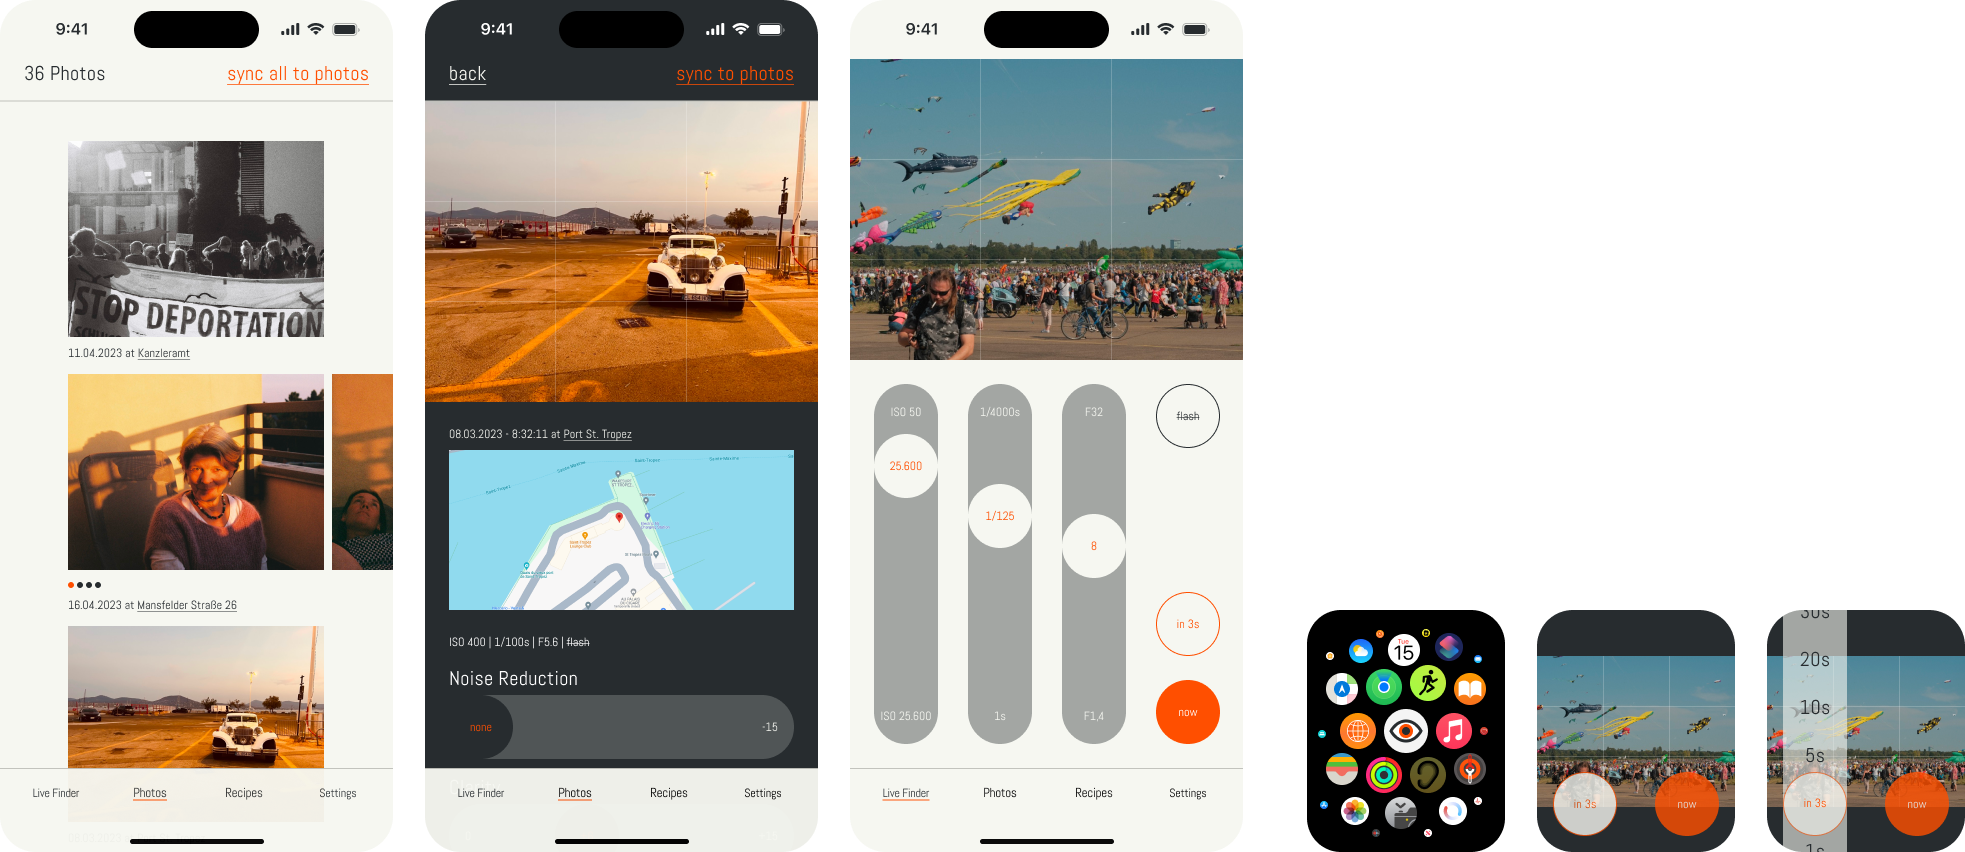 9:41
36 Photos
sync all to photos
STOP DEPORTATION
11.04.2023 at Kanzleramt
16.04.2023 at Mansfelder Straße 26
Live Finder
Photos
Recipes
Settings
9:41
back
sync to photos
08.03.2023 - 8:32:11 at Port St. Tropez
ISO 400 | 1/100s | F5.6 | flash
Noise Reduction
none
-15
Live Finder
Photos
Recipes
Settings
9:41
ISO 50
1/4000s
F32
flash
25.600
1/125
8
in 3s
now
ISO 25.600
1s
F1,4
Live Finder
Photos
Recipes
Settings
Tue
15
in 3s
now
30s
20s
10s
5s
in 3s
now
1s